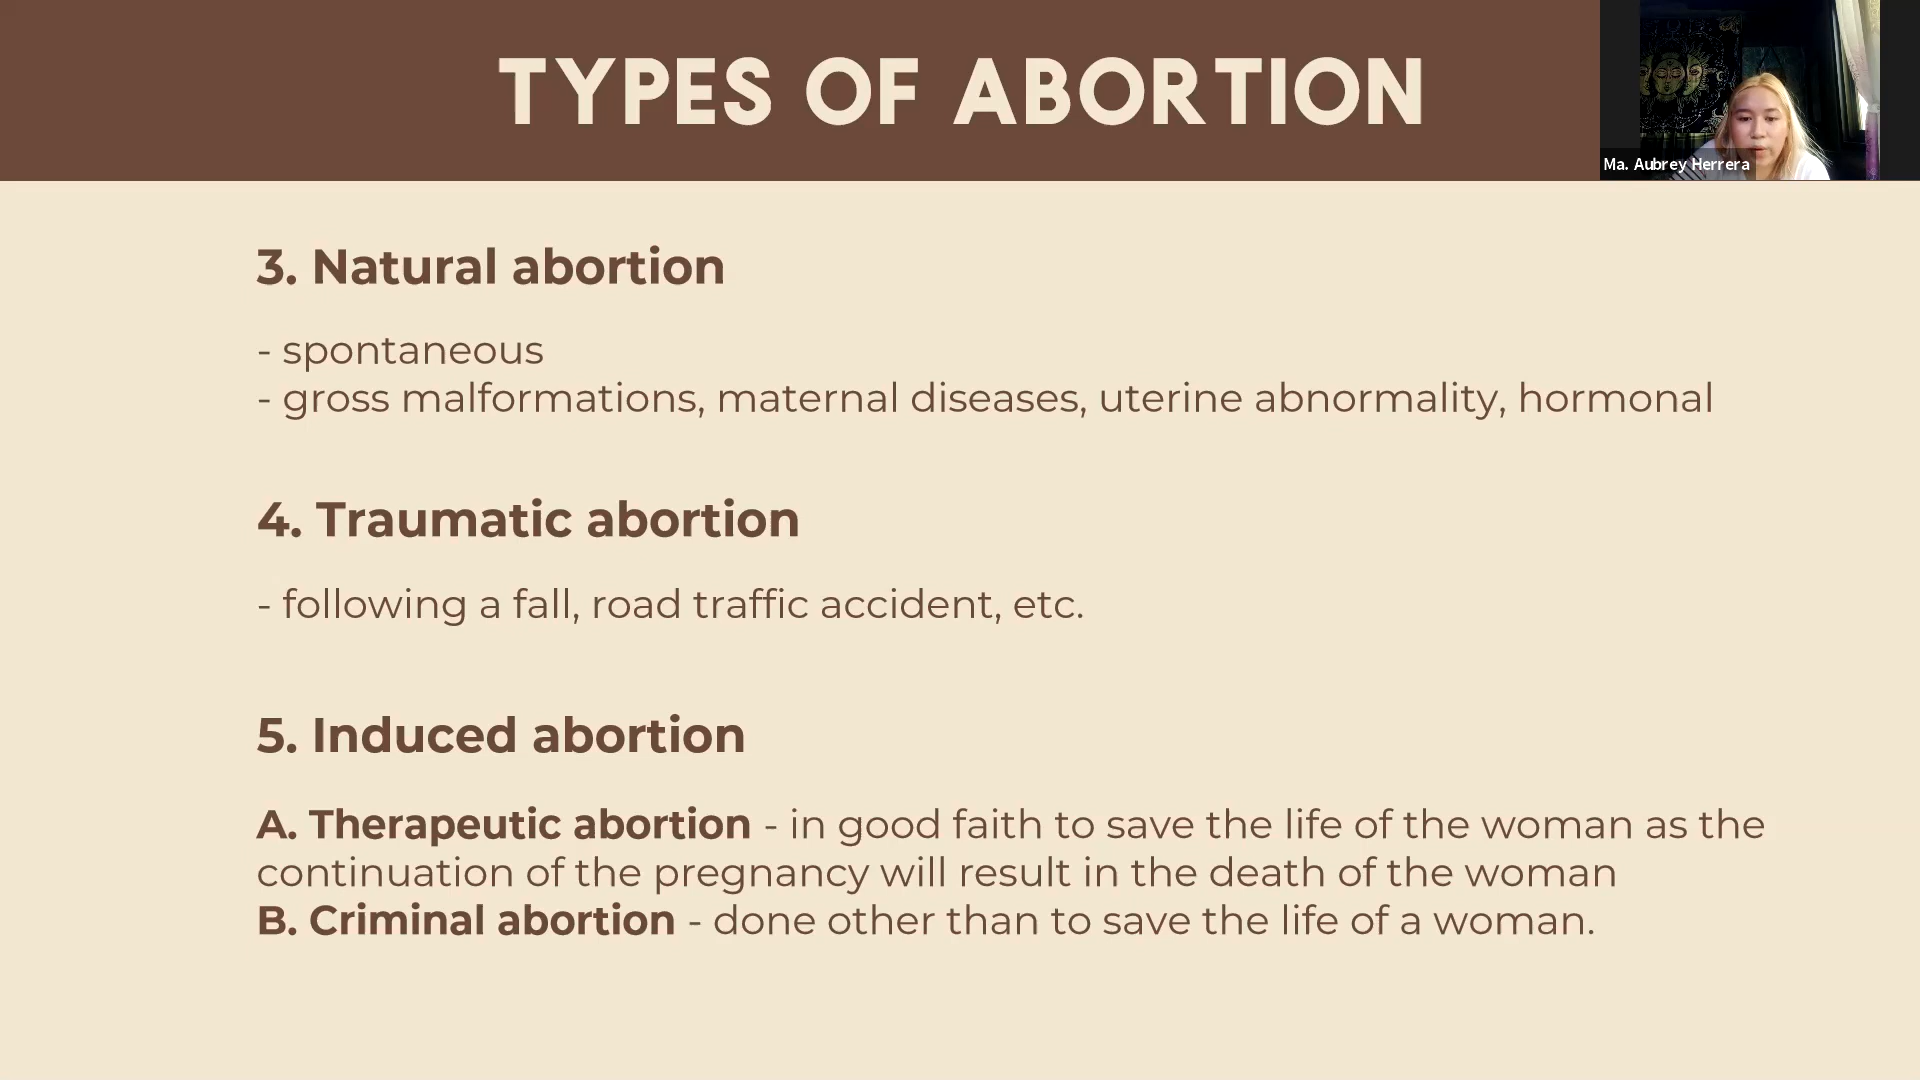 TYPES OF ABORTION
Ma. Aubrey Herrera
3. Natural abortion
- spontaneous
- gross malformations, maternal diseases, uterine abnormality, hormonal
4. Traumatic abortion
- following a fall, road traffic accident, etc.
5. Induced abortion
A. Therapeutic abortion - in good faith to save the life of the woman as the
continuation of the pregnancy will result in the death of the woman
B. Criminal abortion - done other than to save the life of a woman.